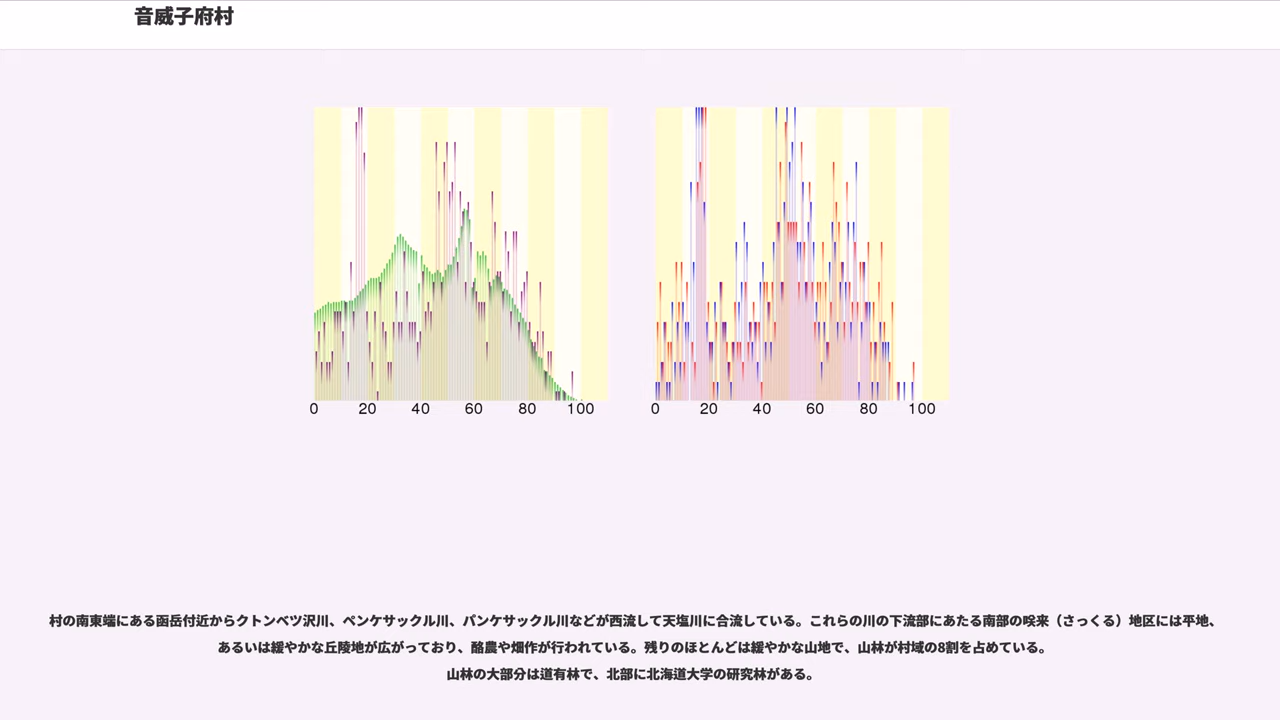 音威子府村
0 20 40 60 80 100 0 20 40 60 80 100
村の南東端にある函岳付近からクトンベツ沢川、ペンケサックル川、パンケサックル川などが西流して天塩川に合流している。これらの川の下流部にあたる南部の咲来（さっくる）地区には平地、
あるいは緩やかな丘陵地が広がっており、酪農や畑作が行われている。残りのほとんどは緩やかな山地で、山林が村域の8割を占めている。
山林の大部分は道有林で、北部に北海道大学の研究林がある。